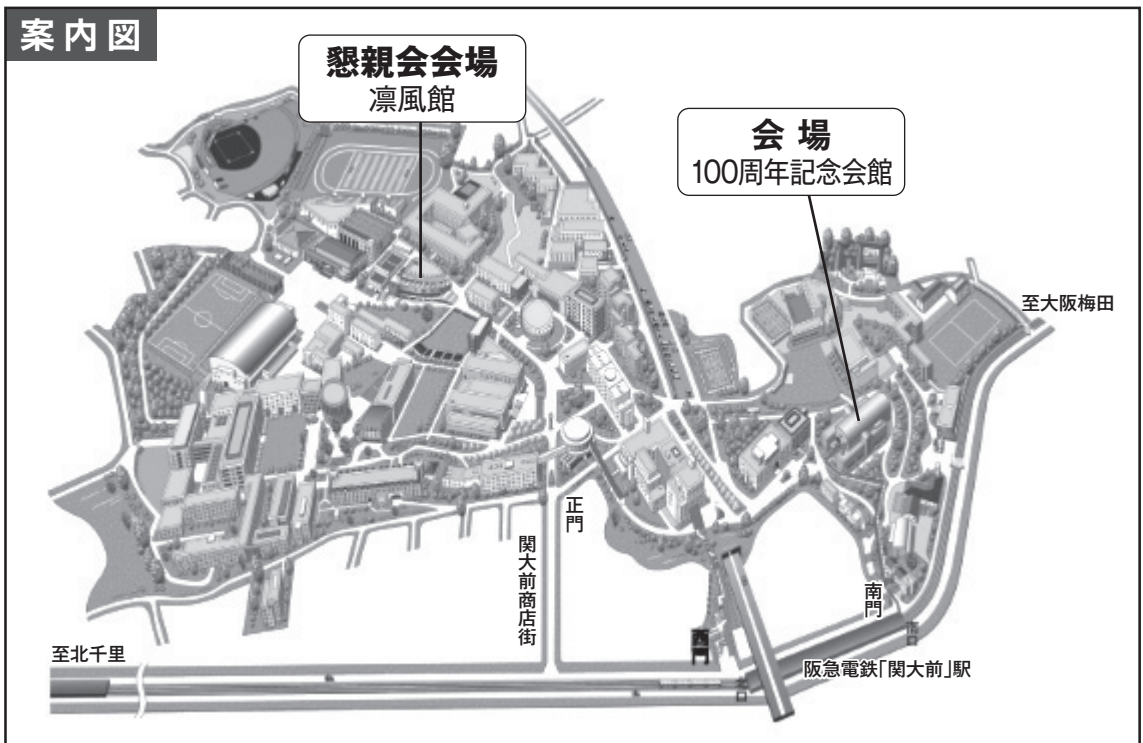 案内図
懇親会会場
凛風館
会場
100周年記念会館
至大阪梅田
正門
関大前商店街
南門
至北千里
阪急電鉄「関大前」駅